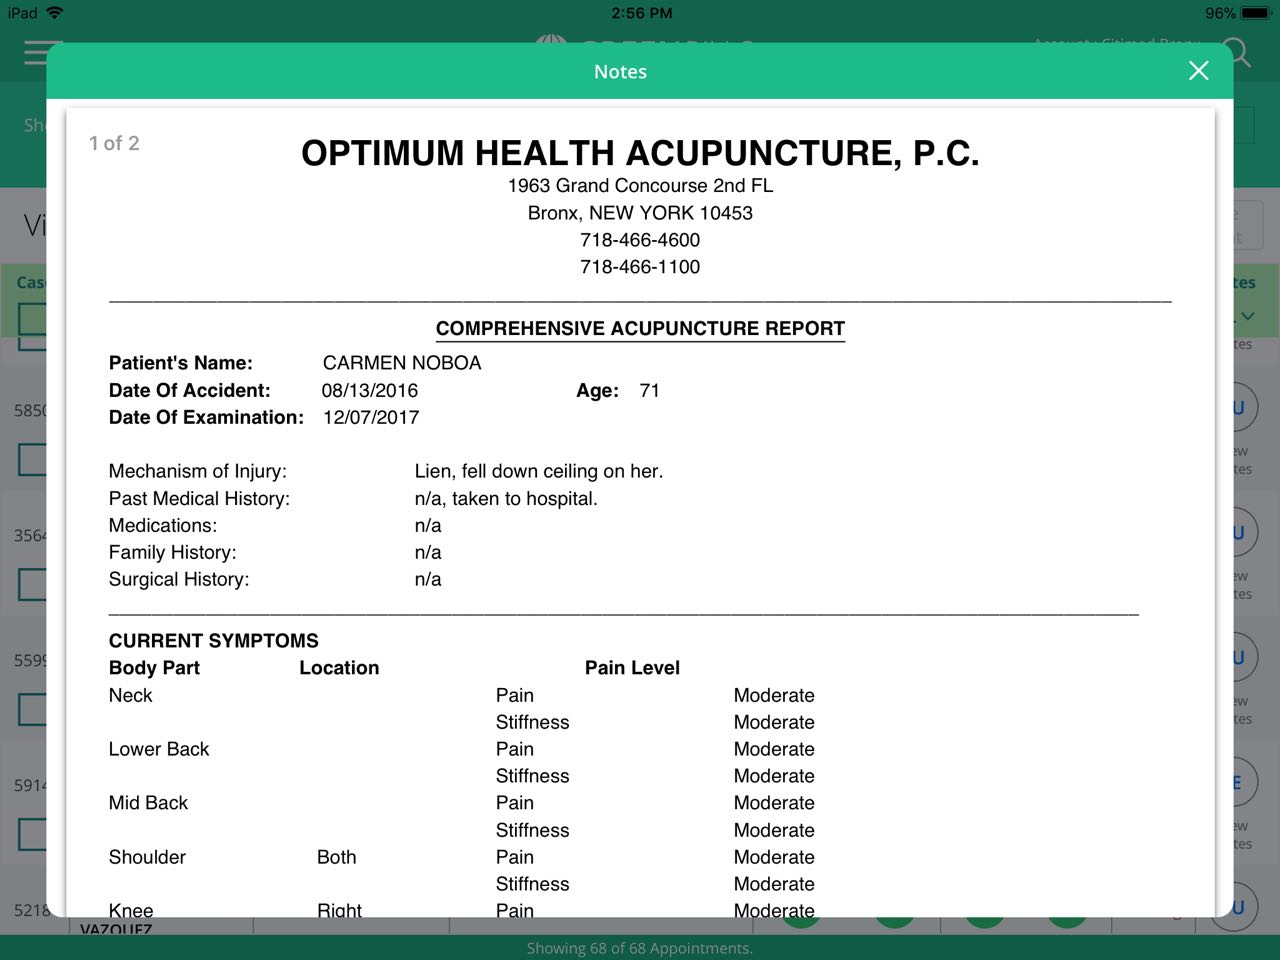 iPad
2:56 PM
96%
Notes
1 of 2
OPTIMUM HEALTH ACUPUNCTURE, P.C.
1963 Grand Concourse 2nd FL
Bronx, NEW YORK 10453
718-466-4600
718-466-1100
COMPREHENSIVE ACUPUNCTURE REPORT
Patient's Name: CARMEN NOBOA
Date Of Accident: 08/13/2016 Age: 71
Date Of Examination: 12/07/2017
Mechanism of Injury: Lien, fell down ceiling on her.
Past Medical History: n/a, taken to hospital.
Medications: n/a
Family History: n/a
Surgical History: n/a
CURRENT SYMPTOMS
Body Part Location Pain Level
Neck Pain Moderate
Stiffness Moderate
Lower Back Pain Moderate
Stiffness Moderate
Mid Back Pain Moderate
Stiffness Moderate
Shoulder Both Pain Moderate
Stiffness Moderate
Knee Right Pain Moderate
VAZQUEZ
Showing 68 of 68 Appointments.